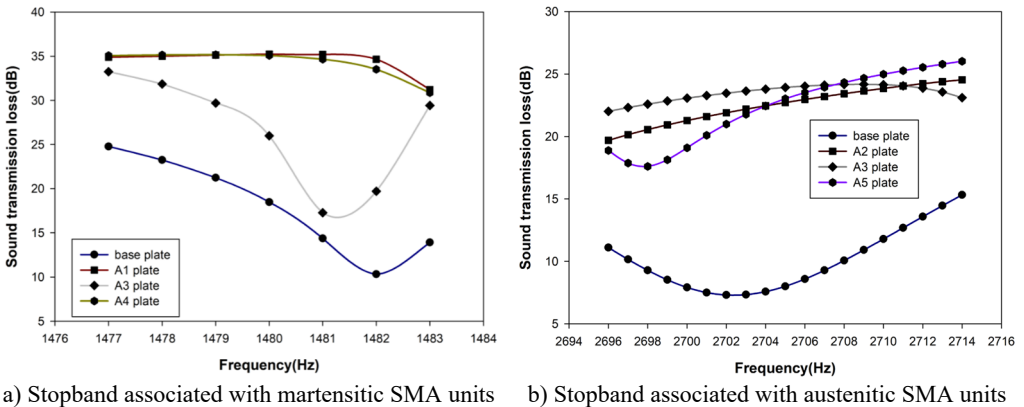 40
35
30
25
20
15
10
5
Sound transmission loss(dB)
base plate
A1 plate
A3 plate
A4 plate
1476 1477 1478 1479 1480 1481 1482 1483 1484
Frequency(Hz)
a) Stopband associated with martensitic SMA units
30
25
20
15
10
5
Sound transmission loss(dB)
base plate
A2 plate
A3 plate
A5 plate
2694 2696 2698 2700 2702 2704 2706 2708 2710 2712 2714 2716
Frequency(Hz)
b) Stopband associated with austenitic SMA units